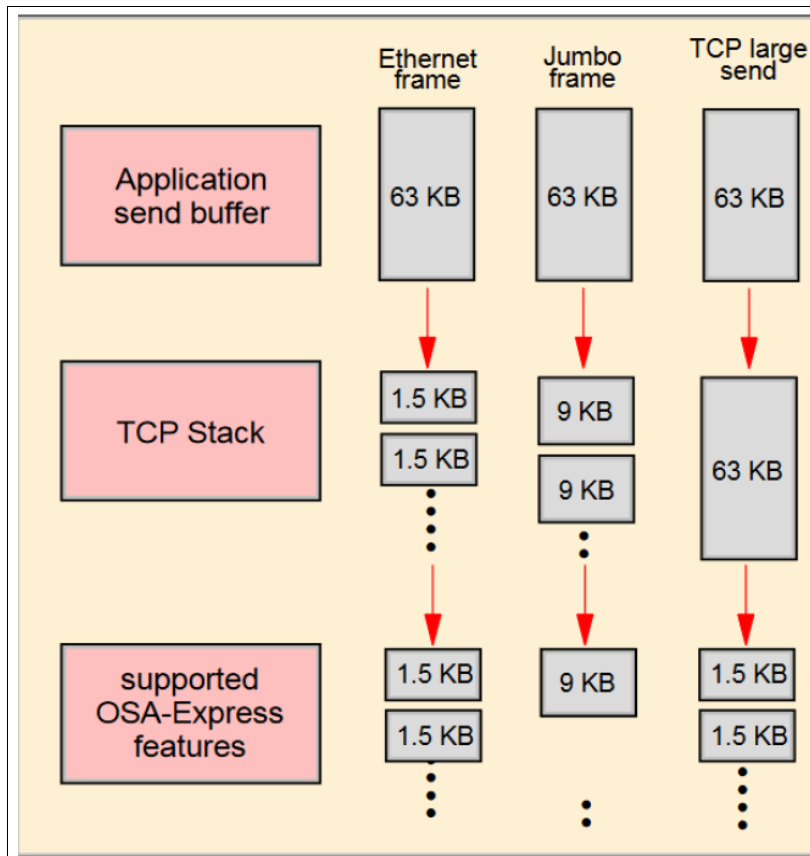 Ethernet
frame
Jumbo
frame
TCP large
send
Application
send buffer
63 KB
63 KB
63 KB
TCP Stack
1.5 KB
1.5 KB
9 KB
9 KB
63 KB
supported
OSA-Express
features
1.5 KB
1.5 KB
9 KB
1.5 KB
1.5 KB